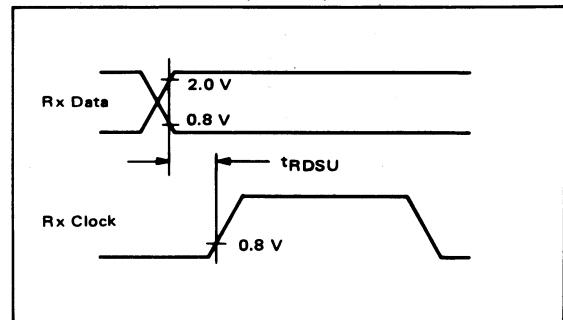 2.0 V
Rx Data
0.8 V
tRDSU
Rx Clock
0.8 V